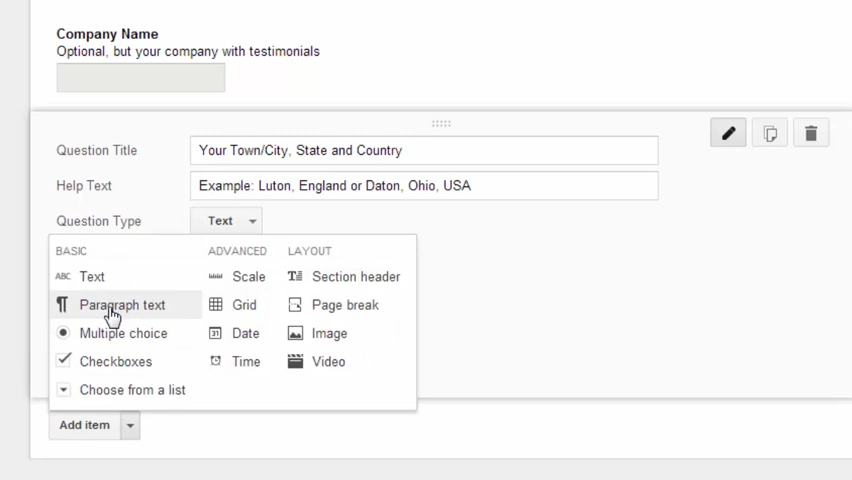 Company Name
Optional, but your company with testimonials
Question Title Your Town/City, State and Country
Help Text Example: Luton, England or Daton, Ohio, USA
Question Type Text
BASIC ADVANCED LAYOUT
ABC Text Scale Section header
Paragraph text Grid Page break
Multiple choice 31 Date Image
Checkboxes Time Video
Choose from a list
Add item